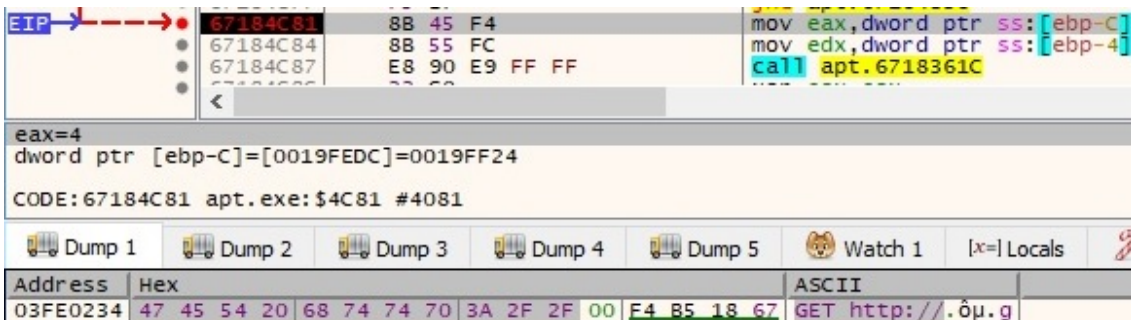 EIP
67184C81 8B 45 F4 mov eax,dword ptr ss:[ebp-C]
67184C84 8B 55 FC mov edx,dword ptr ss:[ebp-4]
67184C87 E8 90 E9 FF FF call apt.6718361C
<
eax=4
dword ptr [ebp-C]=[0019FEDC]=0019FF24
CODE:67184C81 apt.exe:$4C81 #4081
Dump 1 Dump 2 Dump 3 Dump 4 Dump 5 Watch 1 [x=] Locals
Address Hex ASCII
03FE0234 47 45 54 20 68 74 74 70 3A 2F 2F 00 F4 B5 18 67 GET http://.ôµ.g